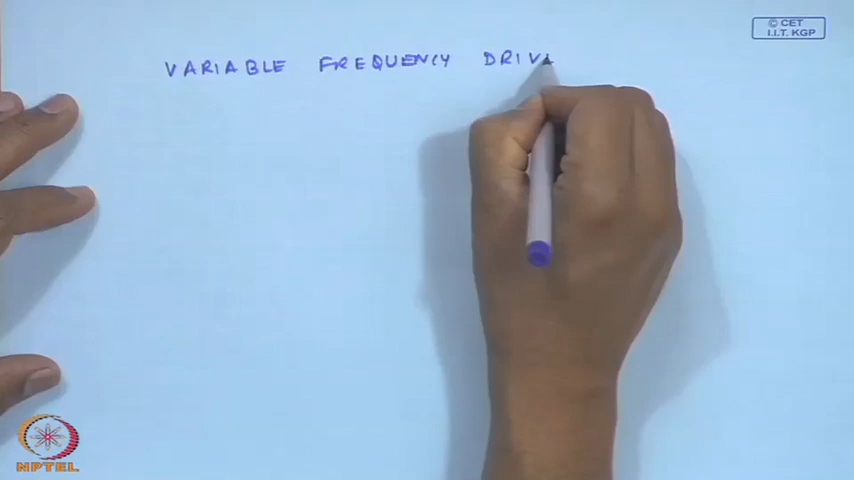 © CET
I.I.T. KGP
VARIABLE FREQUENCY DRIV
NPTEL